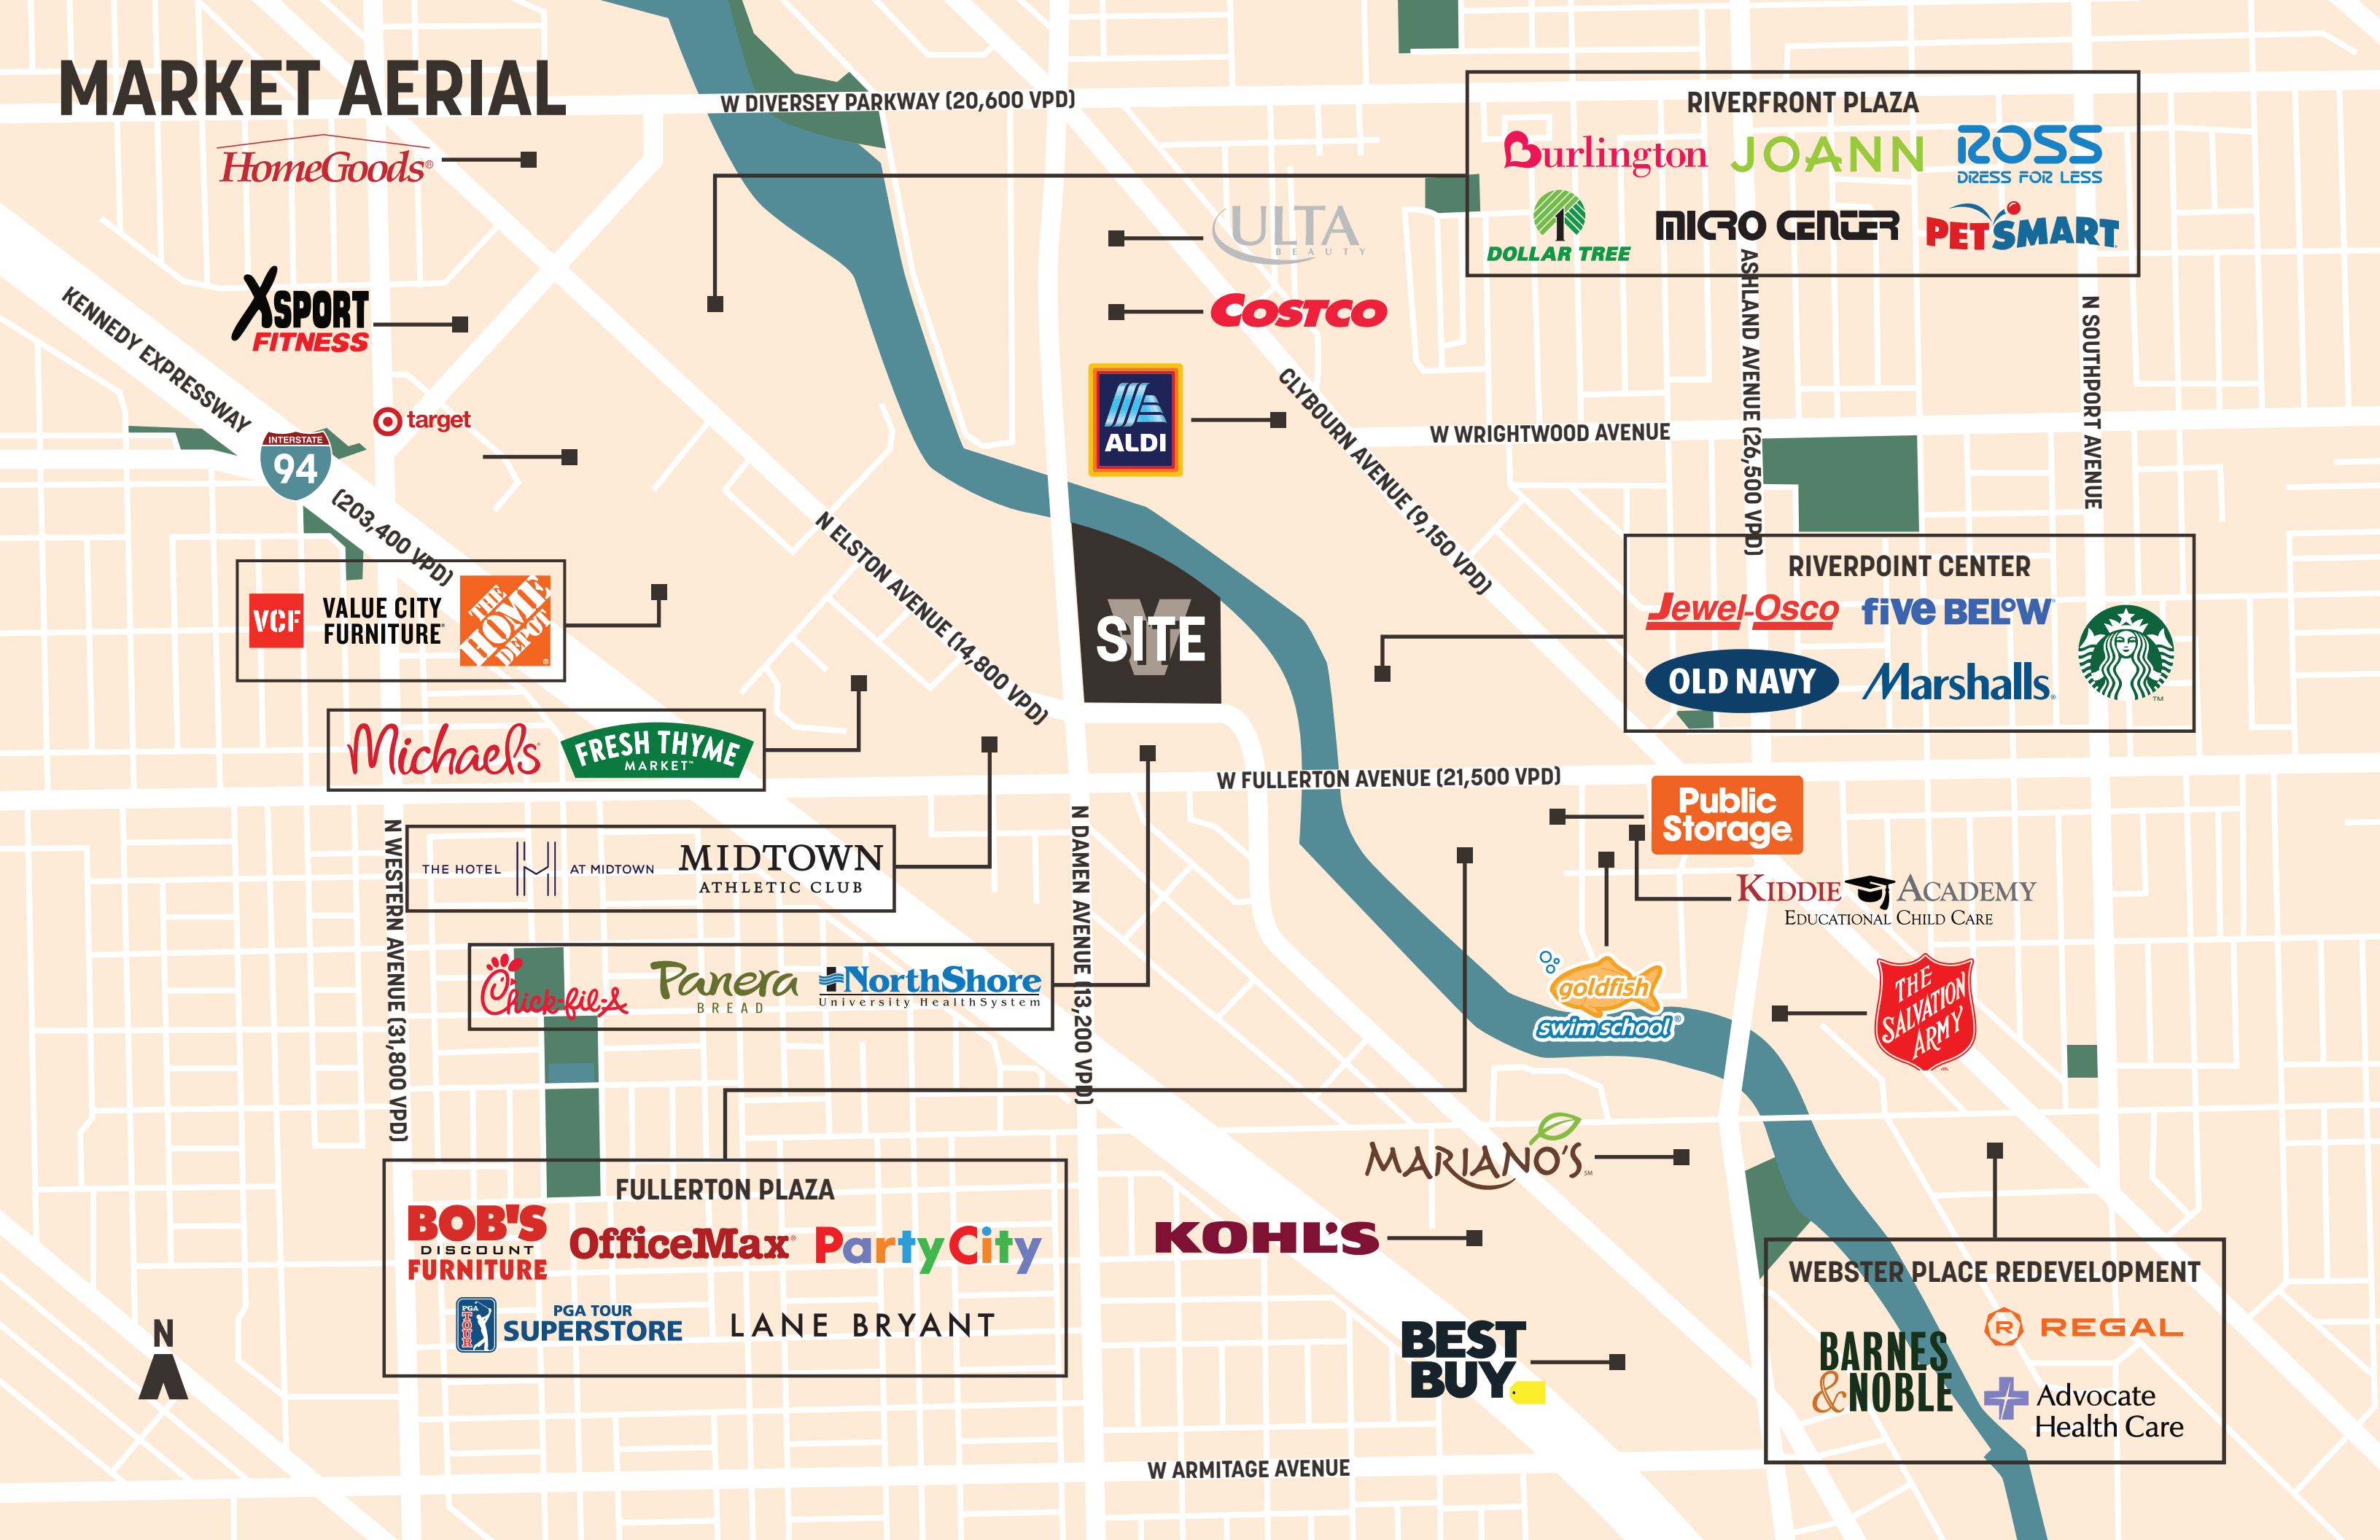 MARKET AERIAL
HomeGoods®
W DIVERSEY PARKWAY (20,600 VPD)
RIVERFRONT PLAZA
Burlington
JOANN
ROSS
DRESS FOR LESS
1
DOLLAR TREE
MICRO CENTER
PETSMART
ULTA
BEAUTY
COSTCO
XSPORT
FITNESS
KENNEDY EXPRESSWAY
INTERSTATE
94
(203,400 VPD)
target
ALDI
CLYBOURN AVENUE (9,150 VPD)
W WRIGHTWOOD AVENUE
ASHLAND AVENUE (26,500 VPD)
N SOUTHPORT AVENUE
N ELSTON AVENUE (14,800 VPD)
VCF
VALUE CITY
FURNITURE
THE
HOME
DEPOT
SITE
RIVERPOINT CENTER
Jewel-Osco
five BELOW
OLD NAVY
Marshalls
Michaels
FRESH THYME
MARKET™
W FULLERTON AVENUE (21,500 VPD)
Public
Storage
N WESTERN AVENUE (31,800 VPD)
THE HOTEL
H
AT MIDTOWN
MIDTOWN
ATHLETIC CLUB
N DAMEN AVENUE (13,200 VPD)
KIDDIE ACADEMY
EDUCATIONAL CHILD CARE
Chick-fil-A
Panera
BREAD
NorthShore
University HealthSystem
goldfish
swim school®
THE
SALVATION
ARMY
MARIANO'S
FULLERTON PLAZA
BOB'S
DISCOUNT
FURNITURE
OfficeMax
Party City
PGA
TOUR
PGA TOUR
SUPERSTORE
LANE BRYANT
KOHL'S
WEBSTER PLACE REDEVELOPMENT
BARNES
&NOBLE
R
REGAL
Advocate
Health Care
BEST
BUY
N
W ARMITAGE AVENUE